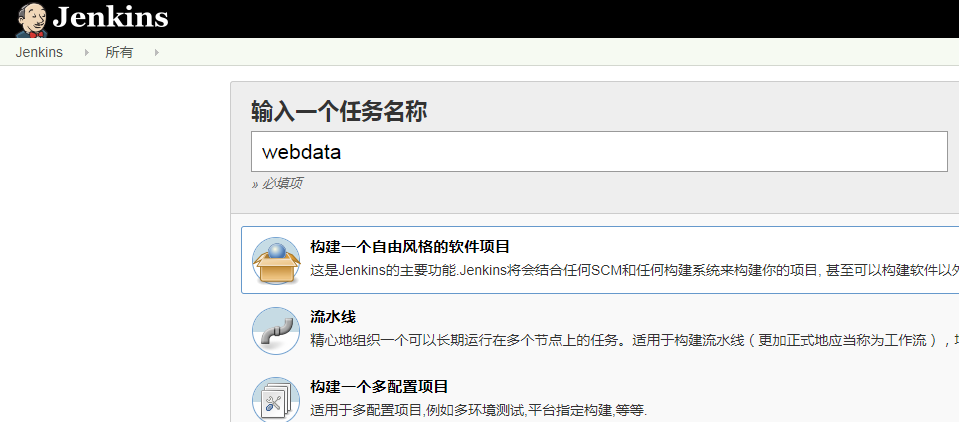 Jenkins
Jenkins 所有
输入一个任务名称
webdata
» 必填项
构建一个自由风格的软件项目
这是Jenkins的主要功能.Jenkins将会结合任何SCM和任何构建系统来构建你的项目, 甚至可以构建软件以
流水线
精心地组织一个可以长期运行在多个节点上的任务。适用于构建流水线（更加正式地应当称为工作流），
构建一个多配置项目
适用于多配置项目,例如多环境测试,平台指定构建,等等.